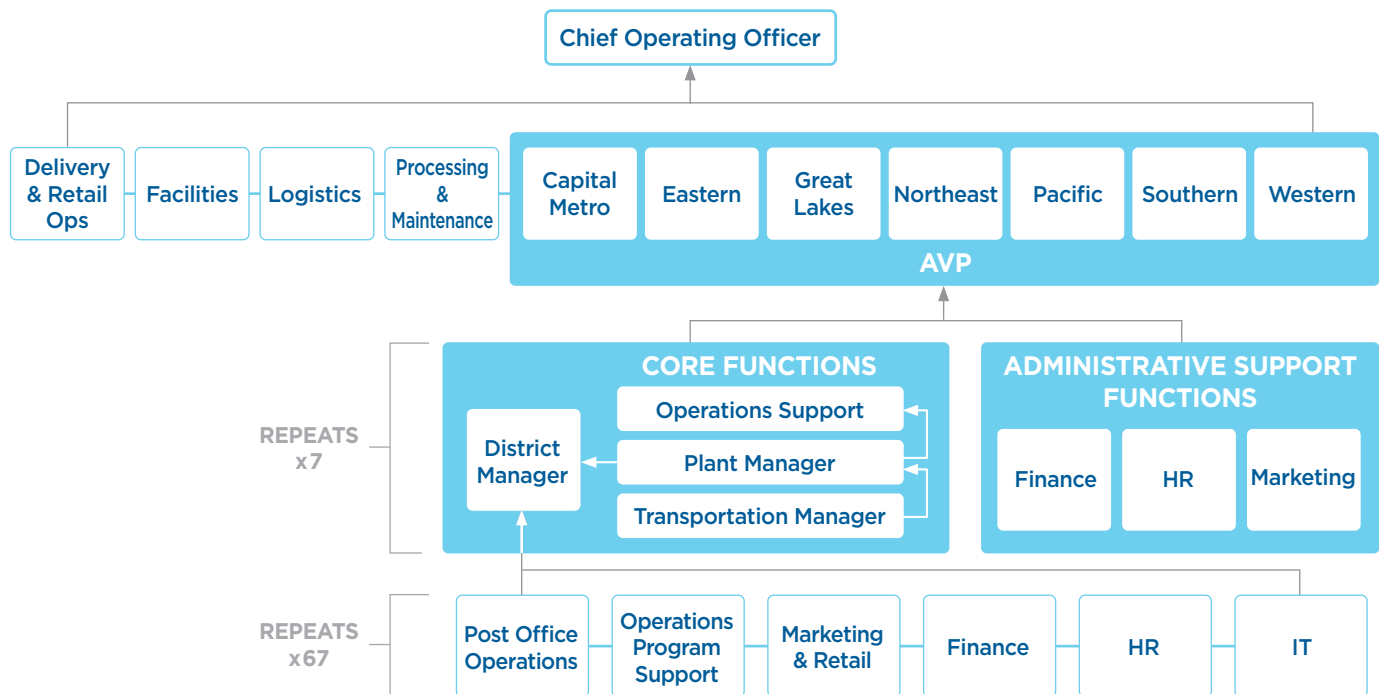 Chief Operating Officer
Delivery
& Retail
Ops
Facilities
Logistics
Processing
&
Maintenance
Capital
Metro
Eastern
Great
Lakes
Northeast
Pacific
Southern
Western
AVP
REPEATS
x7
CORE FUNCTIONS
District
Manager
Operations Support
Plant Manager
Transportation Manager
ADMINISTRATIVE SUPPORT
FUNCTIONS
Finance
HR
Marketing
REPEATS
x67
Post Office
Operations
Operations
Program
Support
Marketing
& Retail
Finance
HR
IT